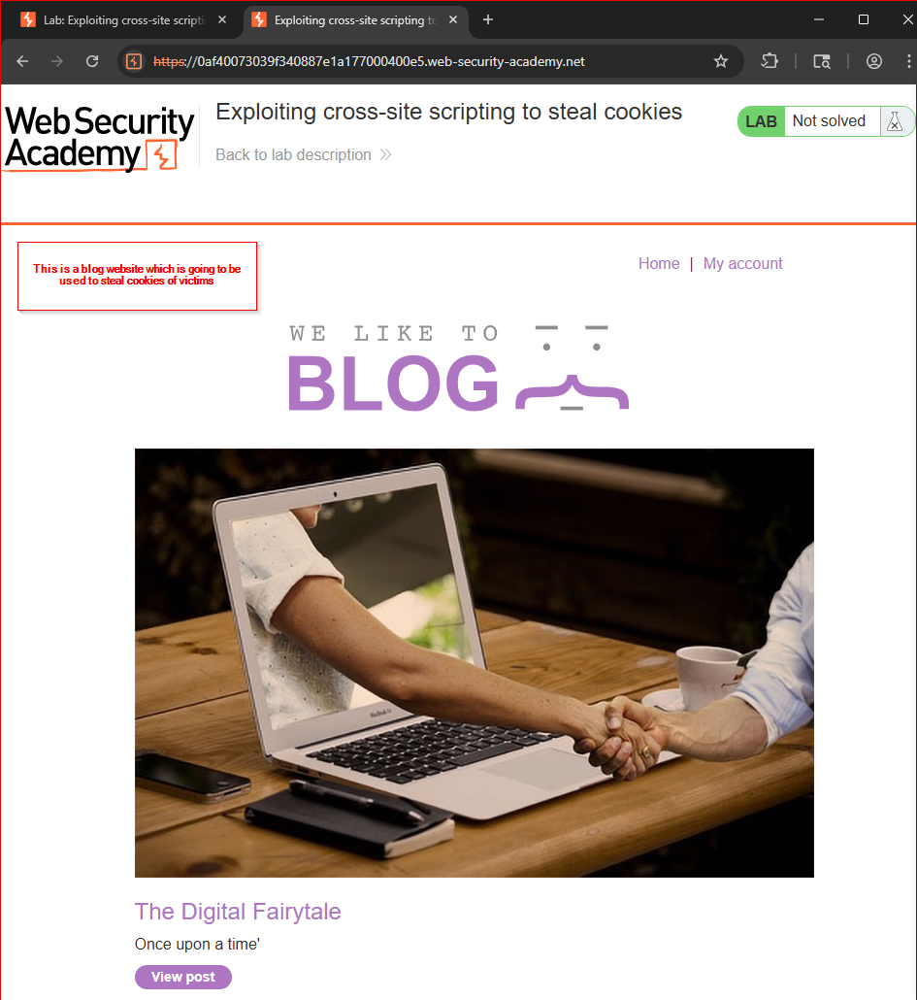 Lab: Exploiting cross-site scripti
Exploiting cross-site scripting to
https://0af40073039f340887e1a177000400e5.web-security-academy.net
Web Security
Academy
Exploiting cross-site scripting to steal cookies
Back to lab description
LAB Not solved
This is a blog website which is going to be
used to steal cookies of victims
Home | My account
WE LIKE TO
BLOG
The Digital Fairytale
Once upon a time'
View post